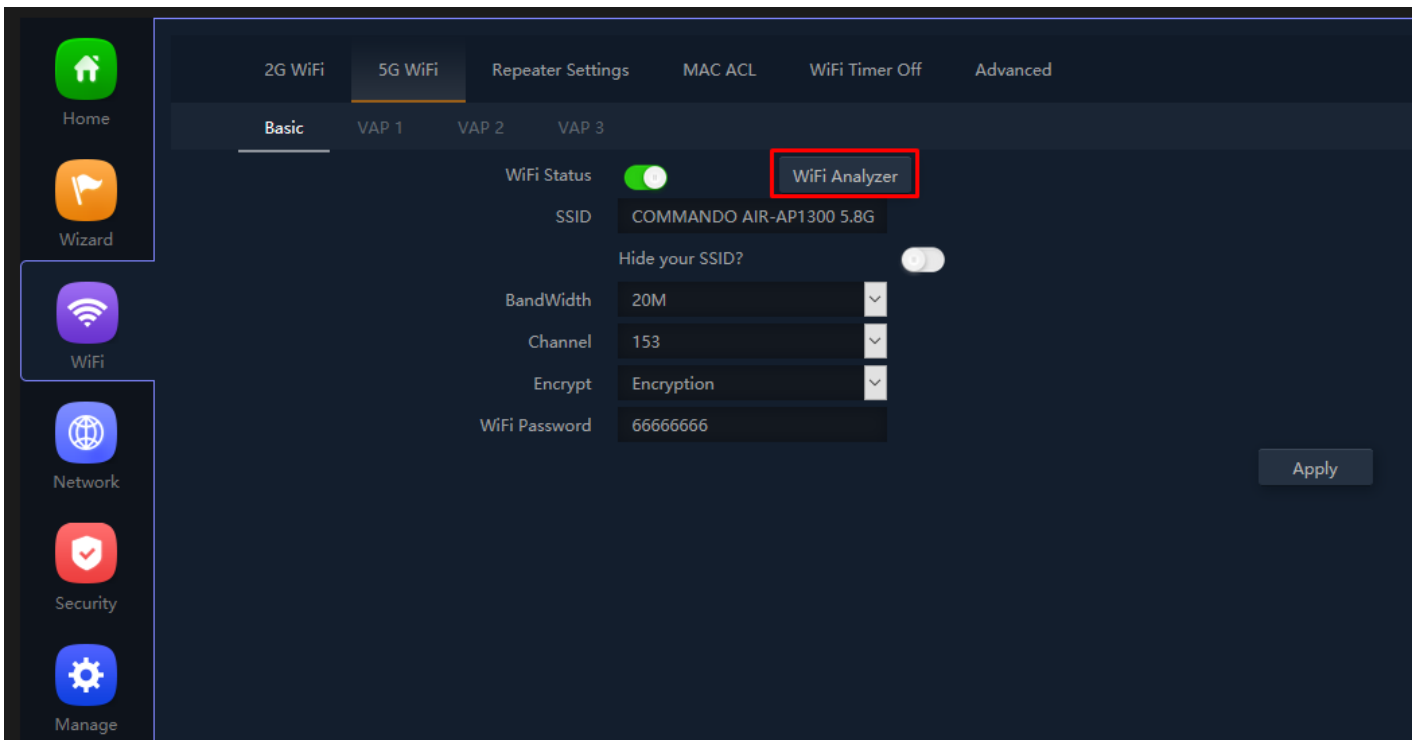 2G WiFi 5G WiFi Repeater Settings MAC ACL WiFi Timer Off Advanced
Home
Basic VAP 1 VAP 2 VAP 3
WiFi Status WiFi Analyzer
SSID COMMANDO AIR-AP1300 5.8G
Wizard
Hide your SSID?
BandWidth 20M
Channel 153
WiFi
Encrypt Encryption
WiFi Password 66666666
Apply
Network
Security
Manage